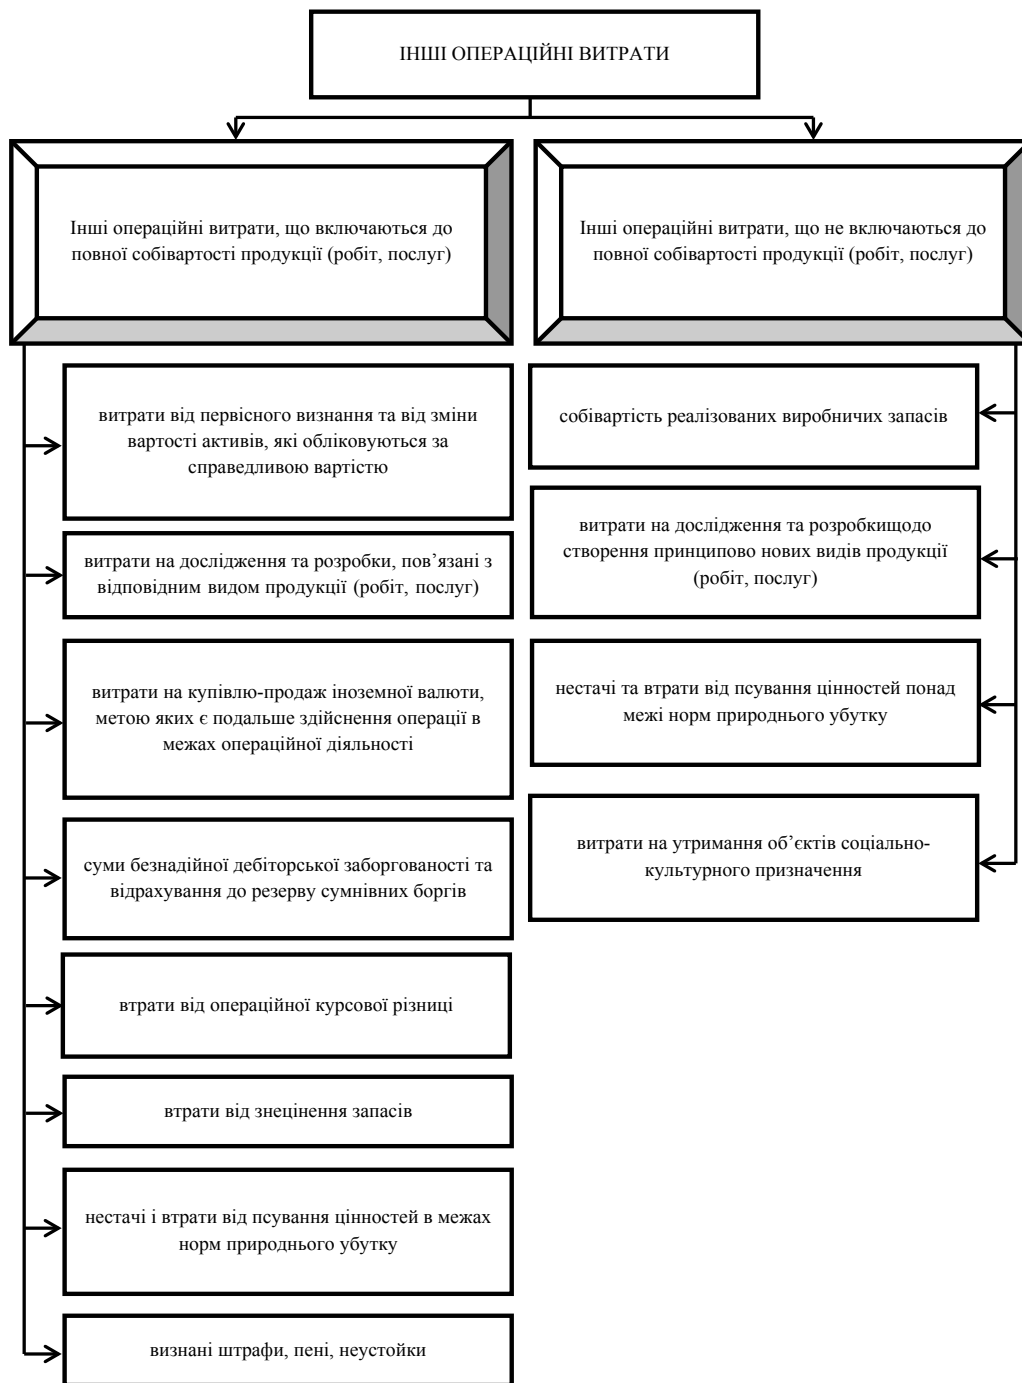 ІНШІ ОПЕРАЦІЙНІ ВИТРАТИ
Інші операційні витрати, що включаються до
повної собівартості продукції (робіт, послуг)
Інші операційні витрати, що не включаються до
повної собівартості продукції (робіт, послуг)
витрати від первісного визнання та від зміни
вартості активів, які обліковуються за
справедливою вартістю
витрати на дослідження та розробки, пов’язані з
відповідним видом продукції (робіт, послуг)
витрати на купівлю-продаж іноземної валюти,
метою яких є подальше здійснення операції в
межах операційної діяльності
суми безнадійної дебіторської заборгованості та
відрахування до резерву сумнівних боргів
втрати від операційної курсової різниці
втрати від знецінення запасів
нестачі і втрати від псування цінностей в межах
норм природнього убутку
визнані штрафи, пені, неустойки
собівартість реалізованих виробничих запасів
витрати на дослідження та розробкищодо
створення принципово нових видів продукції
(робіт, послуг)
нестачі та втрати від псування цінностей понад
межі норм природнього убутку
витрати на утримання об’єктів соціально-
культурного призначення